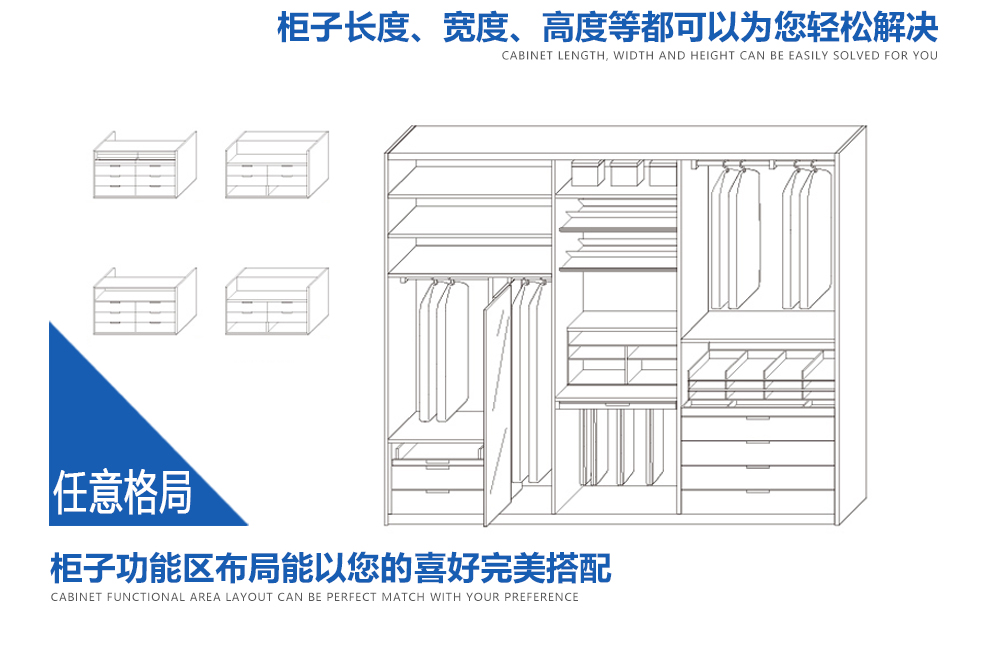 柜子长度、宽度、高度等都可以为您轻松解决
CABINET LENGTH, WIDTH AND HEIGHT CAN BE EASILY SOLVED FOR YOU
任意格局
柜子功能区布局能以您的喜好完美搭配
CABINET FUNCTIONAL AREA LAYOUT CAN BE PERFECT MATCH WITH YOUR PREFERENCE